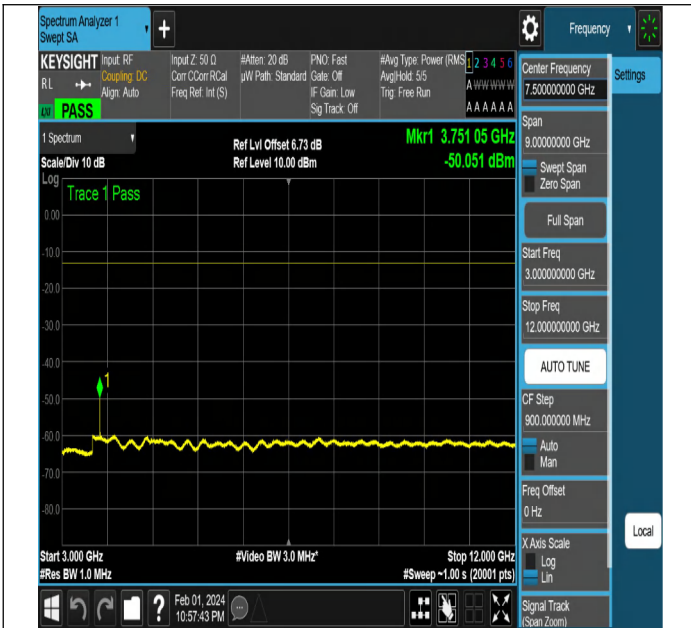 Spectrum Analyzer 1
Swept SA
Frequency
KEYSIGHT
RL
LXI
PASS
Input: RF
Coupling: DC
Align: Auto
Input Z: 50 Ω
Corr CCorr RCal
Freq Ref: Int (S)
#Atten: 20 dB
µW Path: Standard
PNO: Fast
Gate: Off
IF Gain: Low
Sig Track: Off
#Avg Type: Power (RMS
Avg|Hold: 5/5
Trig: Free Run
1 2 3 4 5 6
A W W W W W
A A A A A A
1 Spectrum
Scale/Div 10 dB
Ref Lvl Offset 6.73 dB
Ref Level 10.00 dBm
Mkr1 3.751 05 GHz
-50.051 dBm
Log
Trace 1 Pass
0.00
-10.0
-20.0
-30.0
-40.0
-50.0
-60.0
-70.0
-80.0
1
Start 3.000 GHz
#Res BW 1.0 MHz
#Video BW 3.0 MHz*
Stop 12.000 GHz
#Sweep ~1.00 s (20001 pts)
Feb 01, 2024
10:57:43 PM
Center Frequency
7.500000000 GHz
Span
9.00000000 GHz
Swept Span
Zero Span
Full Span
Start Freq
3.000000000 GHz
Stop Freq
12.000000000 GHz
AUTO TUNE
CF Step
900.000000 MHz
Auto
Man
Freq Offset
0 Hz
X Axis Scale
Log
Lin
Signal Track
(Span Zoom)
Settings
Local